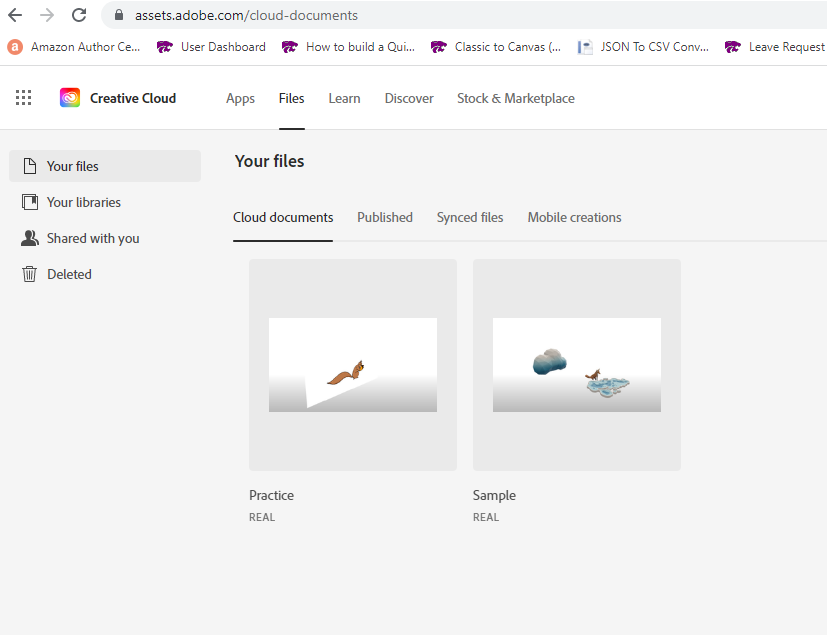 assets.adobe.com/cloud-documents
a Amazon Author Ce... User Dashboard How to build a Qui... Classic to Canvas (... JSON To CSV Conv... Leave Request
Creative Cloud Apps Files Learn Discover Stock & Marketplace
Your files
Your libraries
Shared with you
Deleted
Your files
Cloud documents Published Synced files Mobile creations
Practice
REAL
Sample
REAL